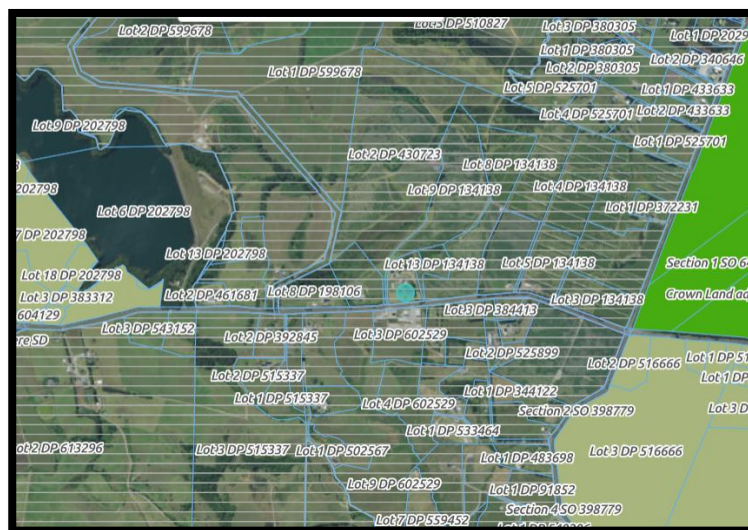 Lot 2 DP 599678
Lot 3 DP 510827
Lot 3 DP 380305
Lot 1 DP 2029
Lot 1 DP 380305
Lot 2 DP 340646
Lot 1 DP 599678
Lot 2 DP 380305
Lot 5 DP 525701
Lot 1 DP 433633
Lot 4 DP 525701
Lot 2 DP 433633
Lot 9 DP 202798
Lot 1 DP 525701
Lot 2 DP 430723
Lot 8 DP 134138
202798
Lot 9 DP 134138
Lot 4 DP 134138
Lot 6 DP 202798
Lot 1 DP 372231
7 DP 202798
Lot 13 DP 202798
Lot 18 DP 202798
Lot 13 DP 134138
Lot 5 DP 134138
Section 1 SO 6
Lot 3 DP 383312
Lot 2 DP 461681
Lot 8 DP 198106
Lot 3 DP 134138
Crown Land ad
604129
Lot 3 DP 384413
Lot 3 DP 543152
ere SD
Lot 2 DP 392845
Lot 3 DP 602529
Lot 2 DP 525899
Lot 1 DP 51
Lot 2 DP 516666
Lot 2 DP 515337
Lot 1 DP
Lot 1 DP 344122
Lot 1 DP 515337
Lot 4 DP 602529
Section 2 SO 398779
Lot 3 D
Lot 1 DP 533464
ot 2 DP 613296
Lot 3 DP 515337
Lot 1 DP 502567
Lot 3 DP 516666
Lot 1 DP 483698
Lot 9 DP 602529
Lot 1 DP 91852
Section 4 SO 398779
Lot 7 DP 559452